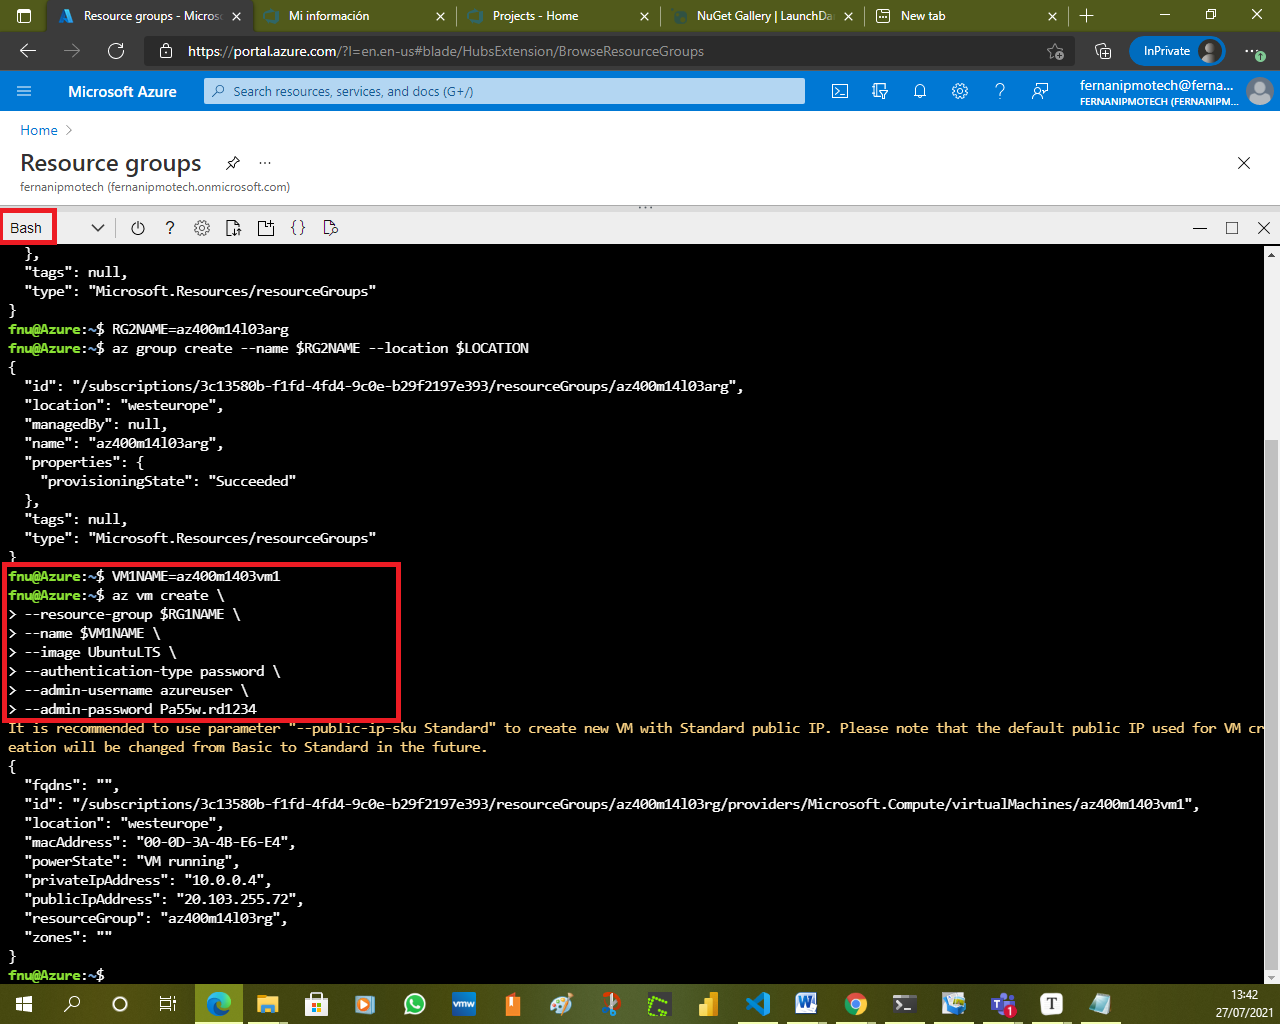 Resource groups - Micros
Mi información
Projects - Home
NuGet Gallery | LaunchDa
New tab
https://portal.azure.com/?l=en.en-us#blade/HubsExtension/BrowseResourceGroups
InPrivate
Microsoft Azure
Search resources, services, and docs (G+/)
fernanipmotech@ferna...
FERNANIPMOTECH (FERNANIPM...
Home >
Resource groups
fernanipmotech (fernanipmotech.onmicrosoft.com)
Bash
},
"tags": null,
"type": "Microsoft.Resources/resourceGroups"
}
fnu@Azure:~$ RG2NAME=az400m14l03arg
fnu@Azure:~$ az group create --name $RG2NAME --location $LOCATION
{
"id": "/subscriptions/3c13580b-f1fd-4fd4-9c0e-b29f2197e393/resourceGroups/az400m14l03arg",
"location": "westeurope",
"managedBy": null,
"name": "az400m14l03arg",
"properties": {
"provisioningState": "Succeeded"
},
"tags": null,
"type": "Microsoft.Resources/resourceGroups"
}
fnu@Azure:~$ VM1NAME=az400m1403vm1
fnu@Azure:~$ az vm create \
> --resource-group $RG1NAME \
> --name $VM1NAME \
> --image UbuntuLTS \
> --authentication-type password \
> --admin-username azureuser \
> --admin-password Pa55w.rd1234
It is recommended to use parameter "--public-ip-sku Standard" to create new VM with Standard public IP. Please note that the default public IP used for VM cr
eation will be changed from Basic to Standard in the future.
{
"fqdns": "",
"id": "/subscriptions/3c13580b-f1fd-4fd4-9c0e-b29f2197e393/resourceGroups/az400m14l03rg/providers/Microsoft.Compute/virtualMachines/az400m1403vm1",
"location": "westeurope",
"macAddress": "00-0D-3A-4B-E6-E4",
"powerState": "VM running",
"privateIpAddress": "10.0.0.4",
"publicIpAddress": "20.103.255.72",
"resourceGroup": "az400m14l03rg",
"zones": ""
}
fnu@Azure:~$
vmw
13:42
27/07/2021